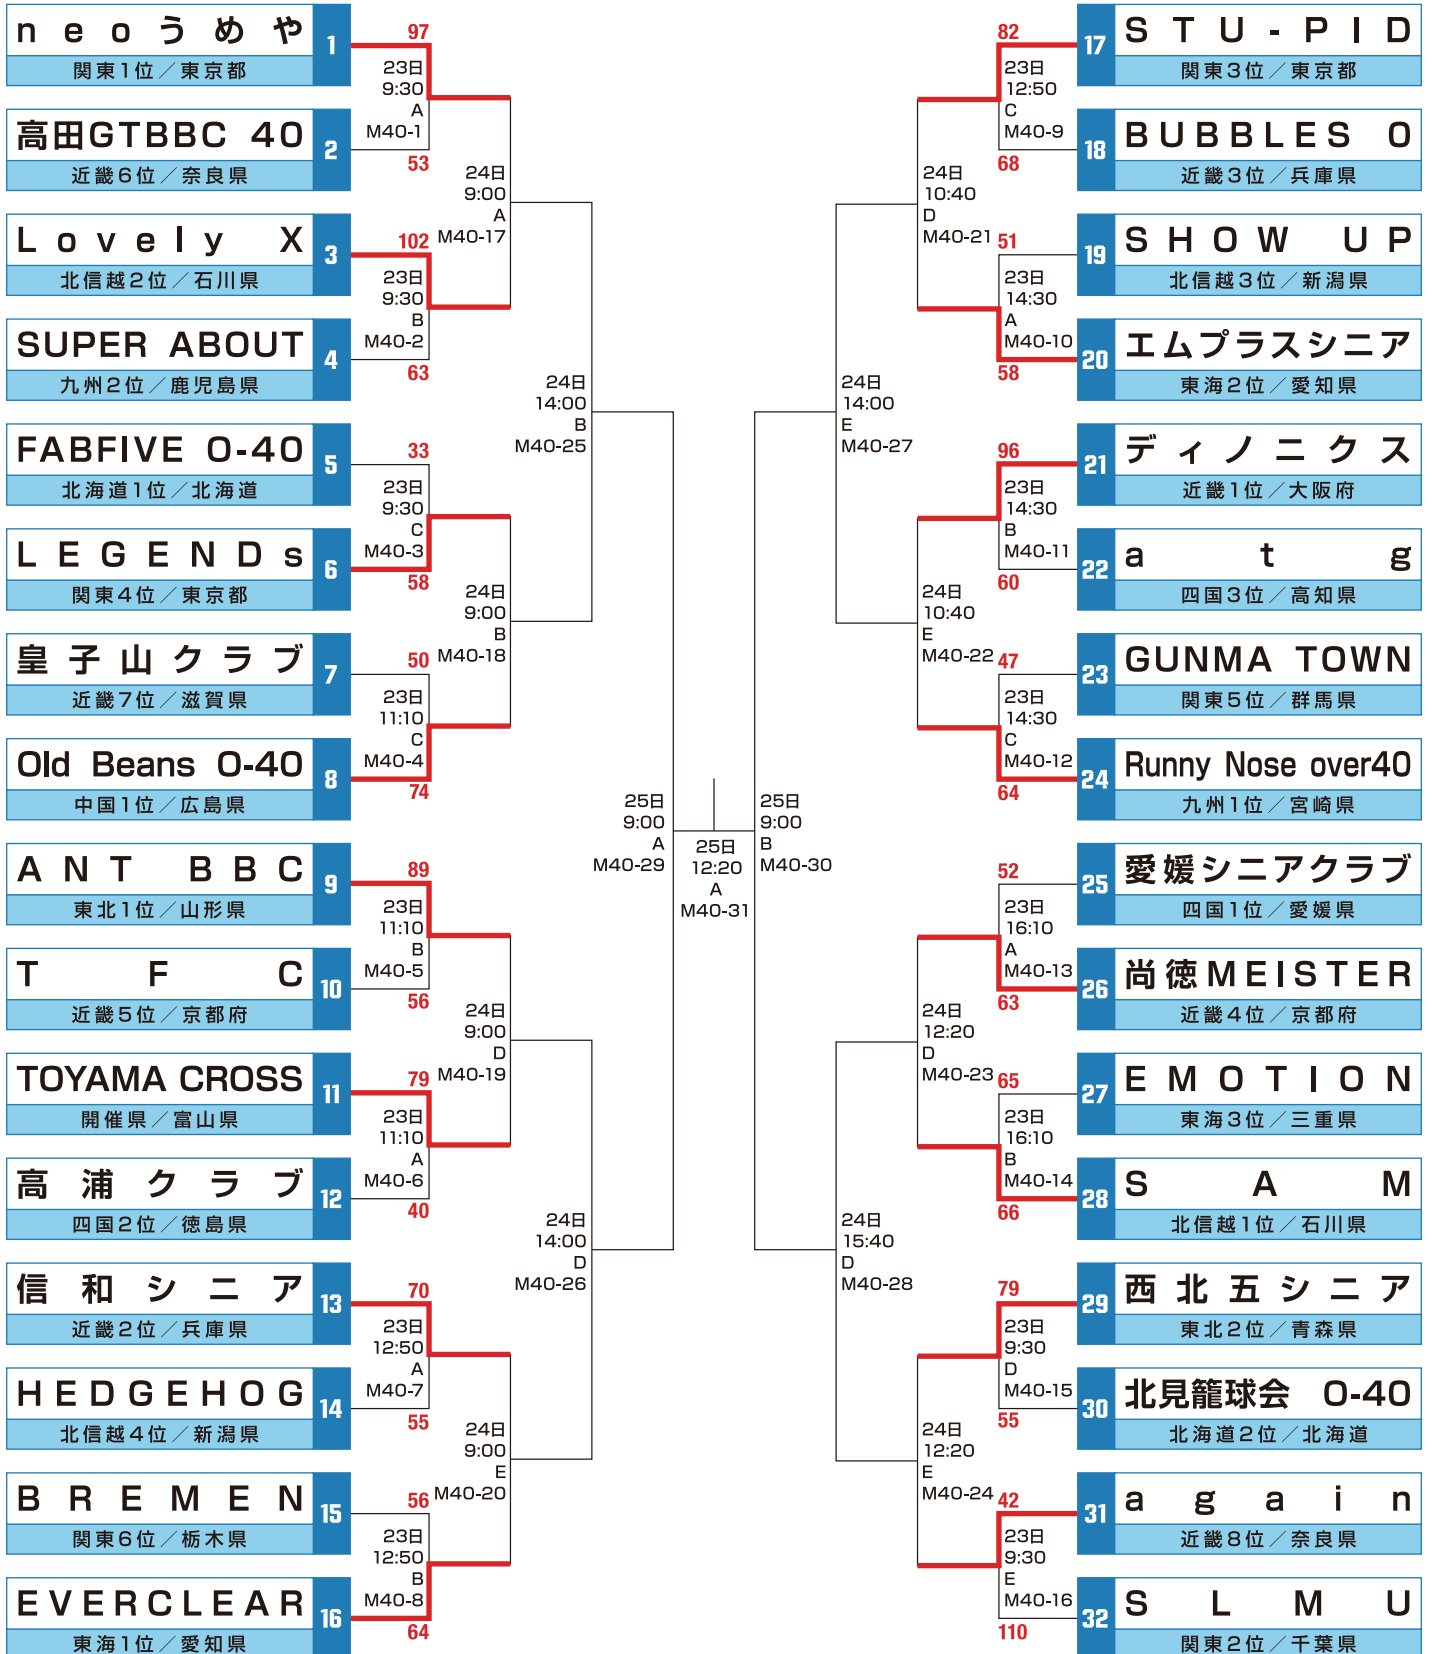 neoうめや
1
関東1位／東京都
97
23日
9:30
A
M40-1
高田GTBBC 40
2
近畿6位／奈良県
53
24日
9:00
A
M40-17
Lovely X
3
北信越2位／石川県
102
23日
9:30
B
M40-2
SUPER ABOUT
4
九州2位／鹿児島県
63
24日
14:00
B
M40-25
FABFIVE O-40
5
北海道1位／北海道
33
23日
9:30
C
M40-3
LEGENDs
6
関東4位／東京都
58
24日
9:00
B
M40-18
皇子山クラブ
7
近畿7位／滋賀県
50
23日
11:10
C
M40-4
Old Beans O-40
8
中国1位／広島県
74
25日
9:00
A
M40-29
ANT BBC
9
東北1位／山形県
89
23日
11:10
B
M40-5
TFC
10
近畿5位／京都府
56
24日
9:00
D
M40-19
TOYAMA CROSS
11
開催県／富山県
79
23日
11:10
A
M40-6
高浦クラブ
12
四国2位／徳島県
40
24日
14:00
D
M40-26
信和シニア
13
近畿2位／兵庫県
70
23日
12:50
A
M40-7
HEDGEHOG
14
北信越4位／新潟県
55
24日
9:00
E
M40-20
BREMEN
15
関東6位／栃木県
56
23日
12:50
B
M40-8
EVERCLEAR
16
東海1位／愛知県
64
25日
12:20
A
M40-31
82
17
STU-PID
関東3位／東京都
23日
12:50
C
M40-9
68
18
BUBBLES O
近畿3位／兵庫県
24日
10:40
D
M40-21
51
19
SHOW UP
北信越3位／新潟県
23日
14:30
A
M40-10
58
20
エムプラスシニア
東海2位／愛知県
24日
14:00
E
M40-27
96
21
ディノニクス
近畿1位／大阪府
23日
14:30
B
M40-11
60
22
atg
四国3位／高知県
24日
10:40
E
M40-22
47
23
GUNMA TOWN
関東5位／群馬県
23日
14:30
C
M40-12
64
24
Runny Nose over40
九州1位／宮崎県
25日
9:00
B
M40-30
52
25
愛媛シニアクラブ
四国1位／愛媛県
23日
16:10
A
M40-13
63
26
尚徳MEISTER
近畿4位／京都府
24日
12:20
D
M40-23
65
27
EMOTION
東海3位／三重県
23日
16:10
B
M40-14
66
28
SAM
北信越1位／石川県
24日
15:40
D
M40-28
79
29
西北五シニア
東北2位／青森県
23日
9:30
D
M40-15
55
30
北見籠球会 O-40
北海道2位／北海道
24日
12:20
E
M40-24
42
31
again
近畿8位／奈良県
23日
9:30
E
M40-16
110
32
SLMU
関東2位／千葉県